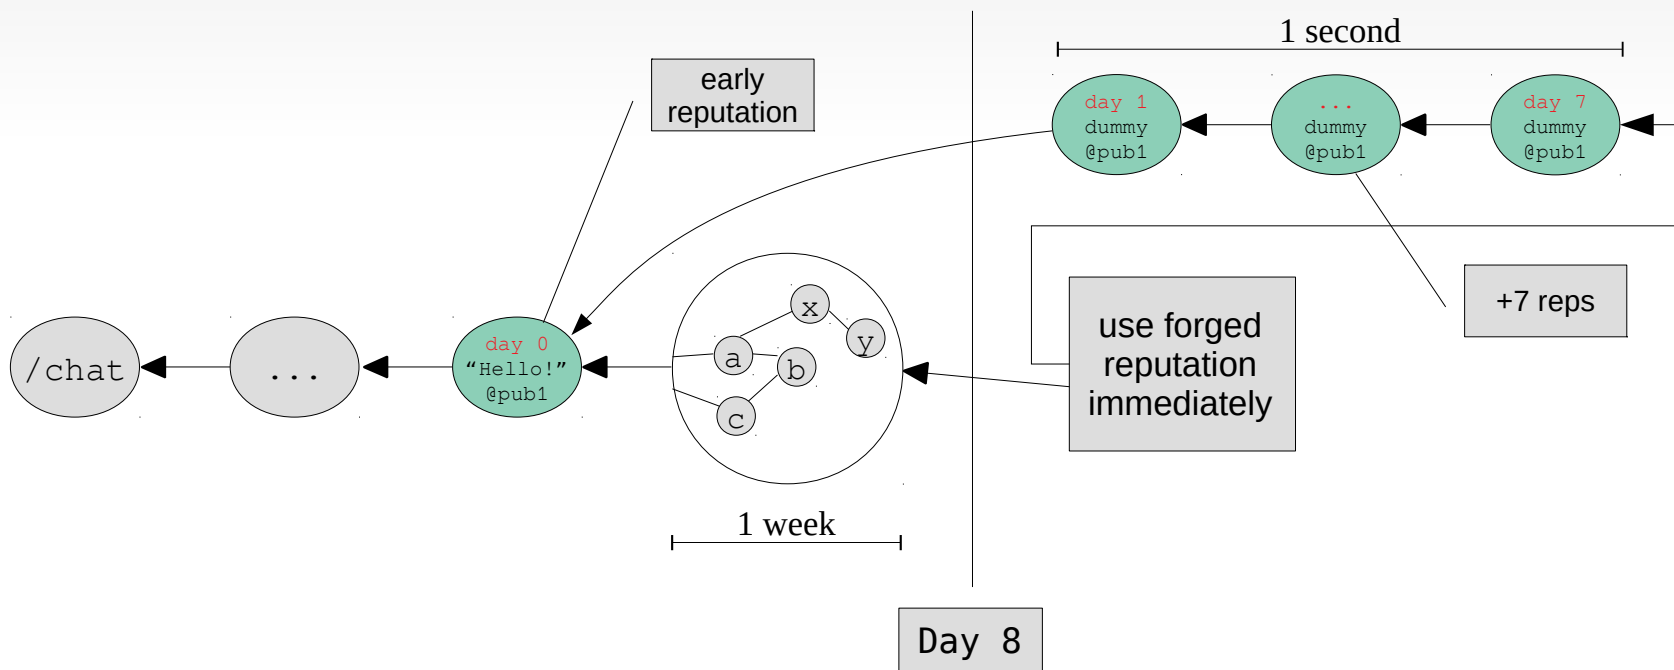 1 second
early
reputation
day 1
dummy
@pub1
...
dummy
@pub1
day 7
dummy
@pub1
+7 reps
use forged
reputation
immediately
/chat
...
day 0
“Hello!”
@pub1
x
y
a
b
c
1 week
Day 8